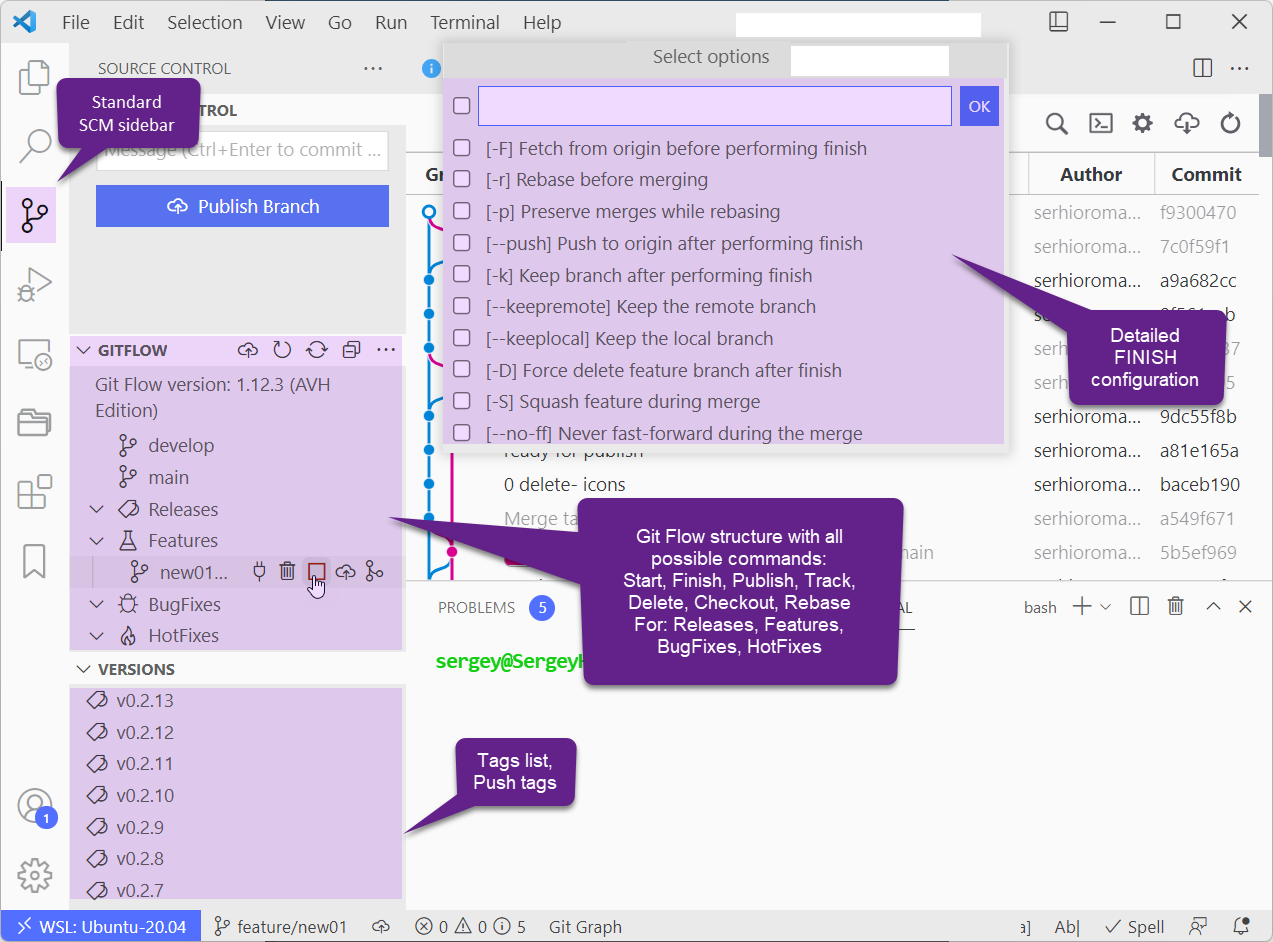 File Edit Selection View Go Run Terminal Help
SOURCE CONTROL
Select options
Standard
SCM sidebar
TROL
Message (Ctrl+Enter to commit ...
Publish Branch
OK
[-F] Fetch from origin before performing finish
[-r] Rebase before merging
[-p] Preserve merges while rebasing
[--push] Push to origin after performing finish
[-k] Keep branch after performing finish
[--keepremote] Keep the remote branch
[--keeplocal] Keep the local branch
[-D] Force delete feature branch after finish
[-S] Squash feature during merge
[--no-ff] Never fast-forward during the merge
Gr
Author Commit
serhioroma... f9300470
serhioroma... 7c0f59f1
serhioroma... a9a682cc
Detailed
FINISH
configuration
serhioroma... 9dc55f8b
ready for publish
serhioroma... a81e165a
0 delete- icons
serhioroma... baceb190
Merge ta
serhioroma... a549f671
main
serhioroma... 5b5ef969
GITFLOW
Git Flow version: 1.12.3 (AVH
Edition)
develop
main
Releases
Features
new01...
BugFixes
HotFixes
Git Flow structure with all
possible commands:
Start, Finish, Publish, Track,
Delete, Checkout, Rebase
For: Releases, Features,
BugFixes, HotFixes
PROBLEMS 5
AL
bash
sergey@SergeyH
VERSIONS
v0.2.13
v0.2.12
v0.2.11
v0.2.10
v0.2.9
v0.2.8
v0.2.7
Tags list,
Push tags
1
WSL: Ubuntu-20.04 feature/new01 0 0 5 Git Graph a] Ab| Spell